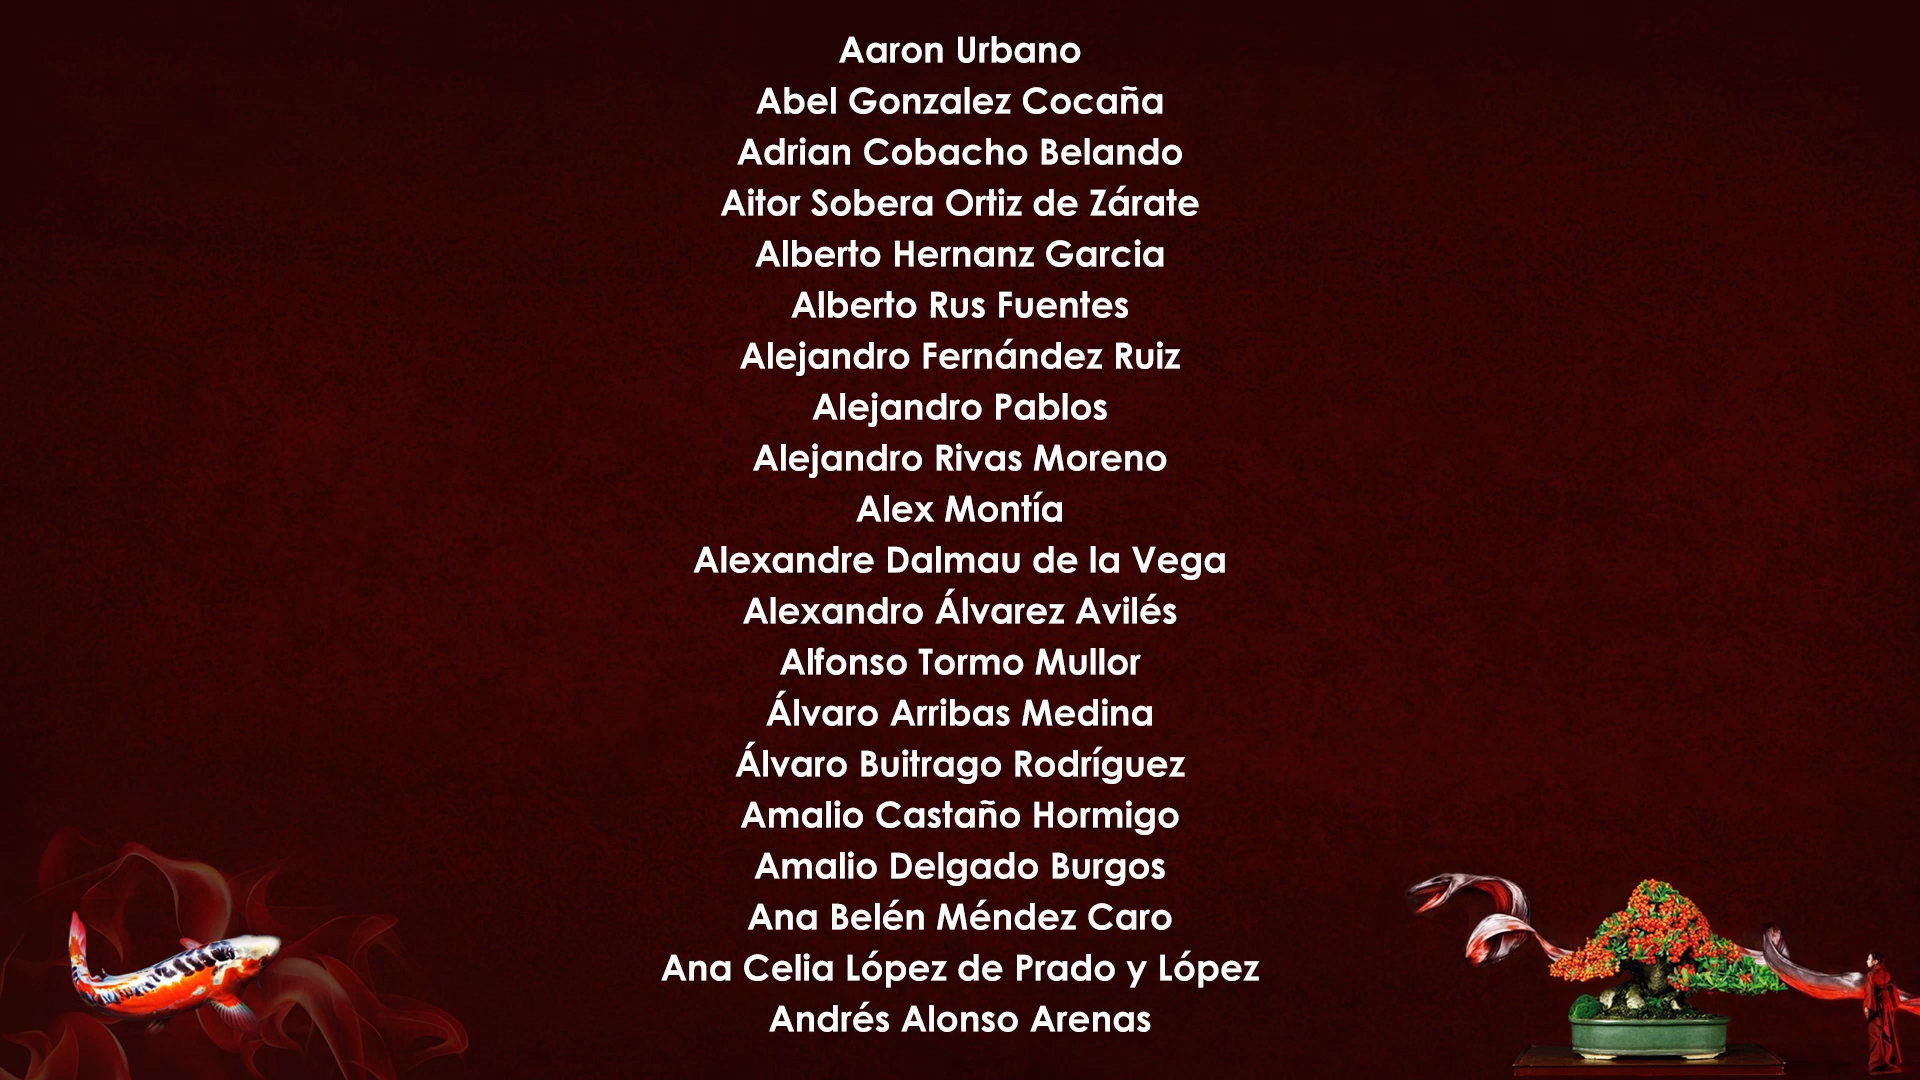 Aaron Urbano
Abel Gonzalez Cocaña
Adrian Cobacho Belando
Aitor Sobera Ortiz de Zárate
Alberto Hernanz Garcia
Alberto Rus Fuentes
Alejandro Fernández Ruiz
Alejandro Pablos
Alejandro Rivas Moreno
Alex Montía
Alexandre Dalmau de la Vega
Alexandro Álvarez Avilés
Alfonso Tormo Mullor
Álvaro Arribas Medina
Álvaro Buitrago Rodríguez
Amalio Castaño Hormigo
Amalio Delgado Burgos
Ana Belén Méndez Caro
Ana Celia López de Prado y López
Andrés Alonso Arenas